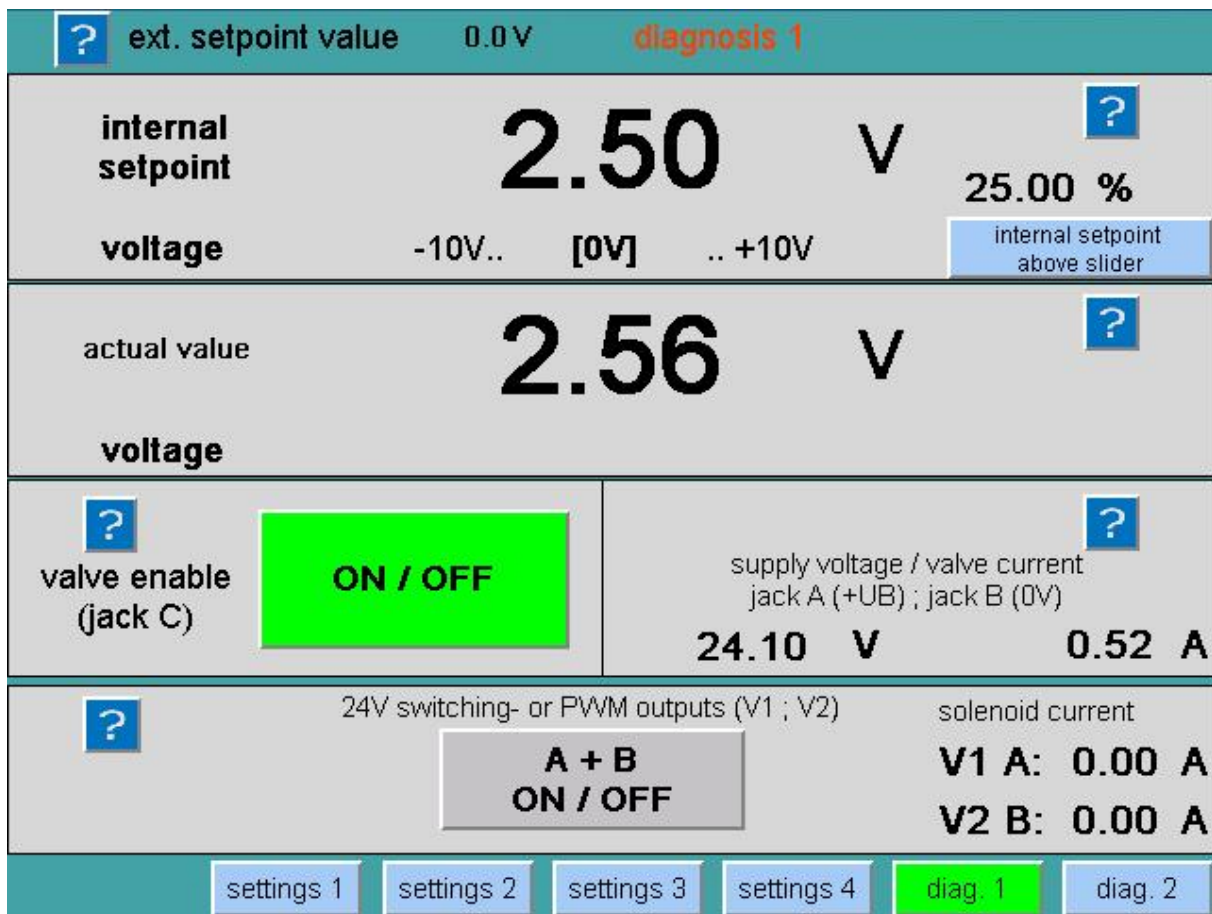 ? ext. setpoint value 0.0 V diagnosis 1
internal
setpoint
2.50 V
?
25.00 %
voltage -10V.. [0V] .. +10V
internal setpoint
above slider
actual value 2.56 V
?
voltage
?
valve enable
(jack C)
ON / OFF
?
supply voltage / valve current
jack A (+UB) ; jack B (0V)
24.10 V 0.52 A
?
24V switching- or PWM outputs (V1 ; V2)
A + B
ON / OFF
solenoid current
V1 A: 0.00 A
V2 B: 0.00 A
settings 1 settings 2 settings 3 settings 4 diag. 1 diag. 2